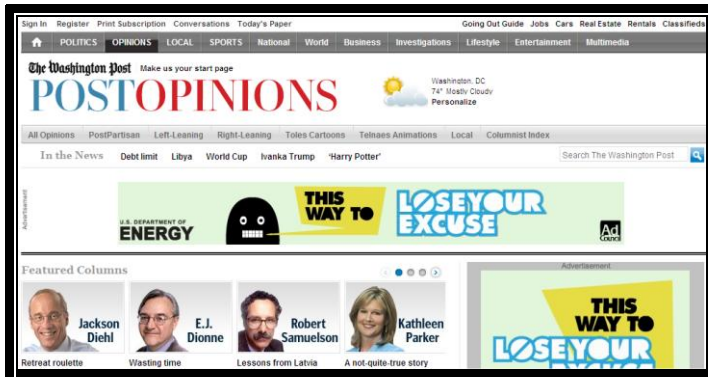 Sign In Register Print Subscription Conversations Today's Paper
Going Out Guide Jobs Cars Real Estate Rentals Classifieds
POLITICS OPINIONS LOCAL SPORTS National World Business Investigations Lifestyle Entertainment Multimedia
The Washington Post Make us your start page
POSTOPINIONS
Washington, DC
74° Mostly Cloudy
Personalize
All Opinions PostPartisan Left-Leaning Right-Leaning Toles Cartoons Telnaes Animations Local Columnist Index
In the News Debt limit Libya World Cup Ivanka Trump 'Harry Potter'
Search The Washington Post
Advertisement
U.S. DEPARTMENT OF
ENERGY
THIS
WAY TO
LOSE YOUR
EXCUSE
Ad
Council
Featured Columns
Jackson
Diehl
Retreat roulette
E.J.
Dionne
Wasting time
Robert
Samuelson
Lessons from Latvia
Kathleen
Parker
A not-quite-true story
Advertisement
THIS
WAY TO
LOSE YOUR